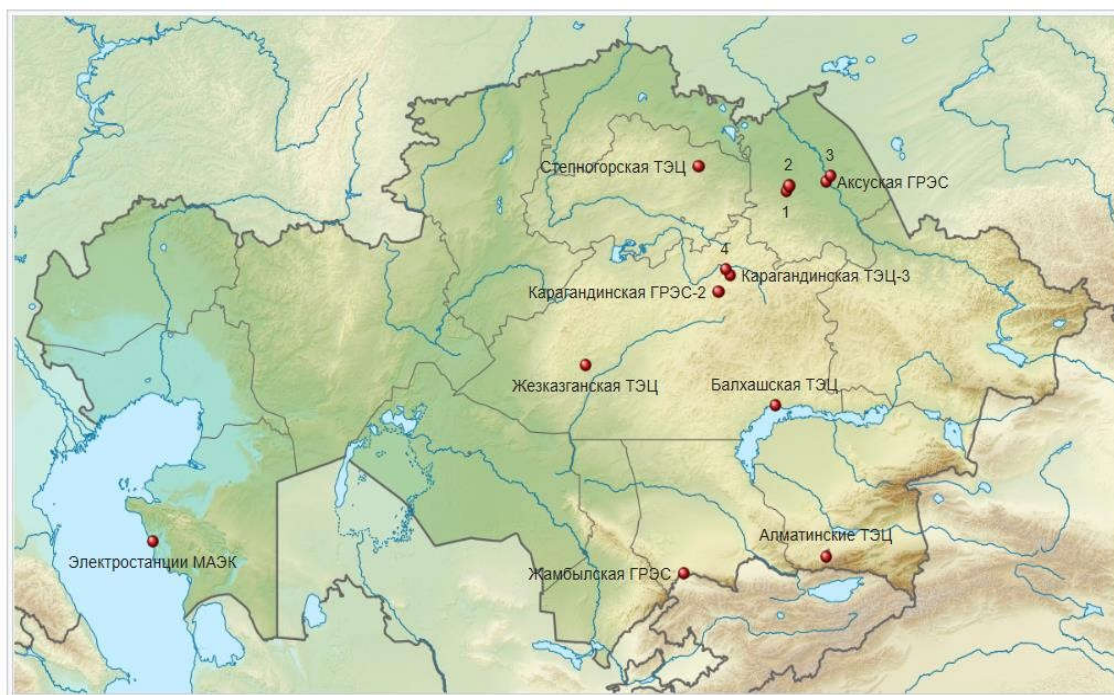 Степногорская ТЭЦ
2
3
Аксуская ГРЭС
1
4
Карагандинская ТЭЦ-3
Карагандинская ГРЭС-2
Жезказганская ТЭЦ
Балхашская ТЭЦ
Алматинские ТЭЦ
Электростанции МАЭК
Жамбылская ГРЭС